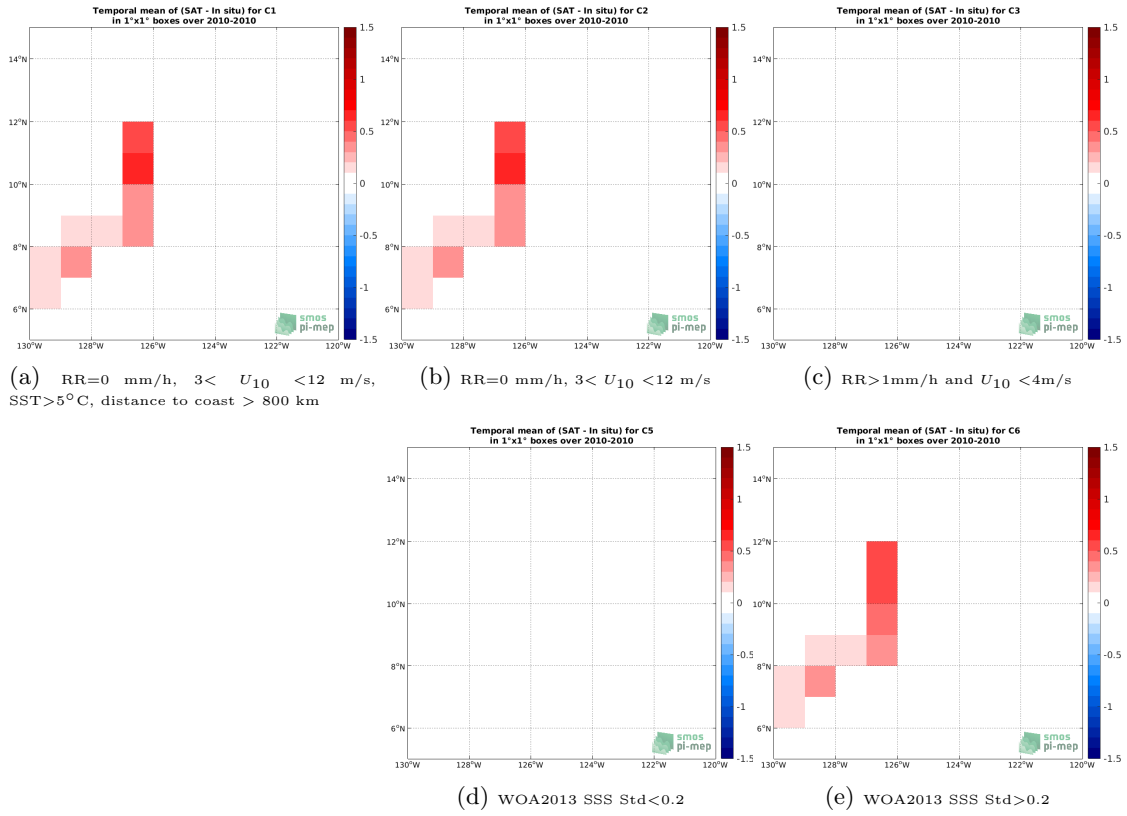 Temporal mean of (SAT - In situ) for C1
in 1°x1° boxes over 2010-2010
14°N
12°N
10°N
8°N
6°N
130°W
128°W
126°W
124°W
122°W
120°W
1.5
1
0.5
0
-0.5
-1
-1.5
smos
pi-mep
Temporal mean of (SAT - In situ) for C2
in 1°x1° boxes over 2010-2010
14°N
12°N
10°N
8°N
6°N
130°W
128°W
126°W
124°W
122°W
120°W
1.5
1
0.5
0
-0.5
-1
-1.5
smos
pi-mep
Temporal mean of (SAT - In situ) for C3
in 1°x1° boxes over 2010-2010
14°N
12°N
10°N
8°N
6°N
130°W
128°W
126°W
124°W
122°W
120°W
1.5
1
0.5
0
-0.5
-1
-1.5
smos
pi-mep
(a) RR=0 mm/h, 3< U10 <12 m/s,
SST>5°C, distance to coast > 800 km
(b) RR=0 mm/h, 3< U10 <12 m/s
(c) RR>1mm/h and U10 <4m/s
Temporal mean of (SAT - In situ) for C5
in 1°x1° boxes over 2010-2010
14°N
12°N
10°N
8°N
6°N
130°W
128°W
126°W
124°W
122°W
120°W
1.5
1
0.5
0
-0.5
-1
-1.5
smos
pi-mep
Temporal mean of (SAT - In situ) for C6
in 1°x1° boxes over 2010-2010
14°N
12°N
10°N
8°N
6°N
130°W
128°W
126°W
124°W
122°W
120°W
1.5
1
0.5
0
-0.5
-1
-1.5
smos
pi-mep
(d) WOA2013 SSS Std<0.2
(e) WOA2013 SSS Std>0.2